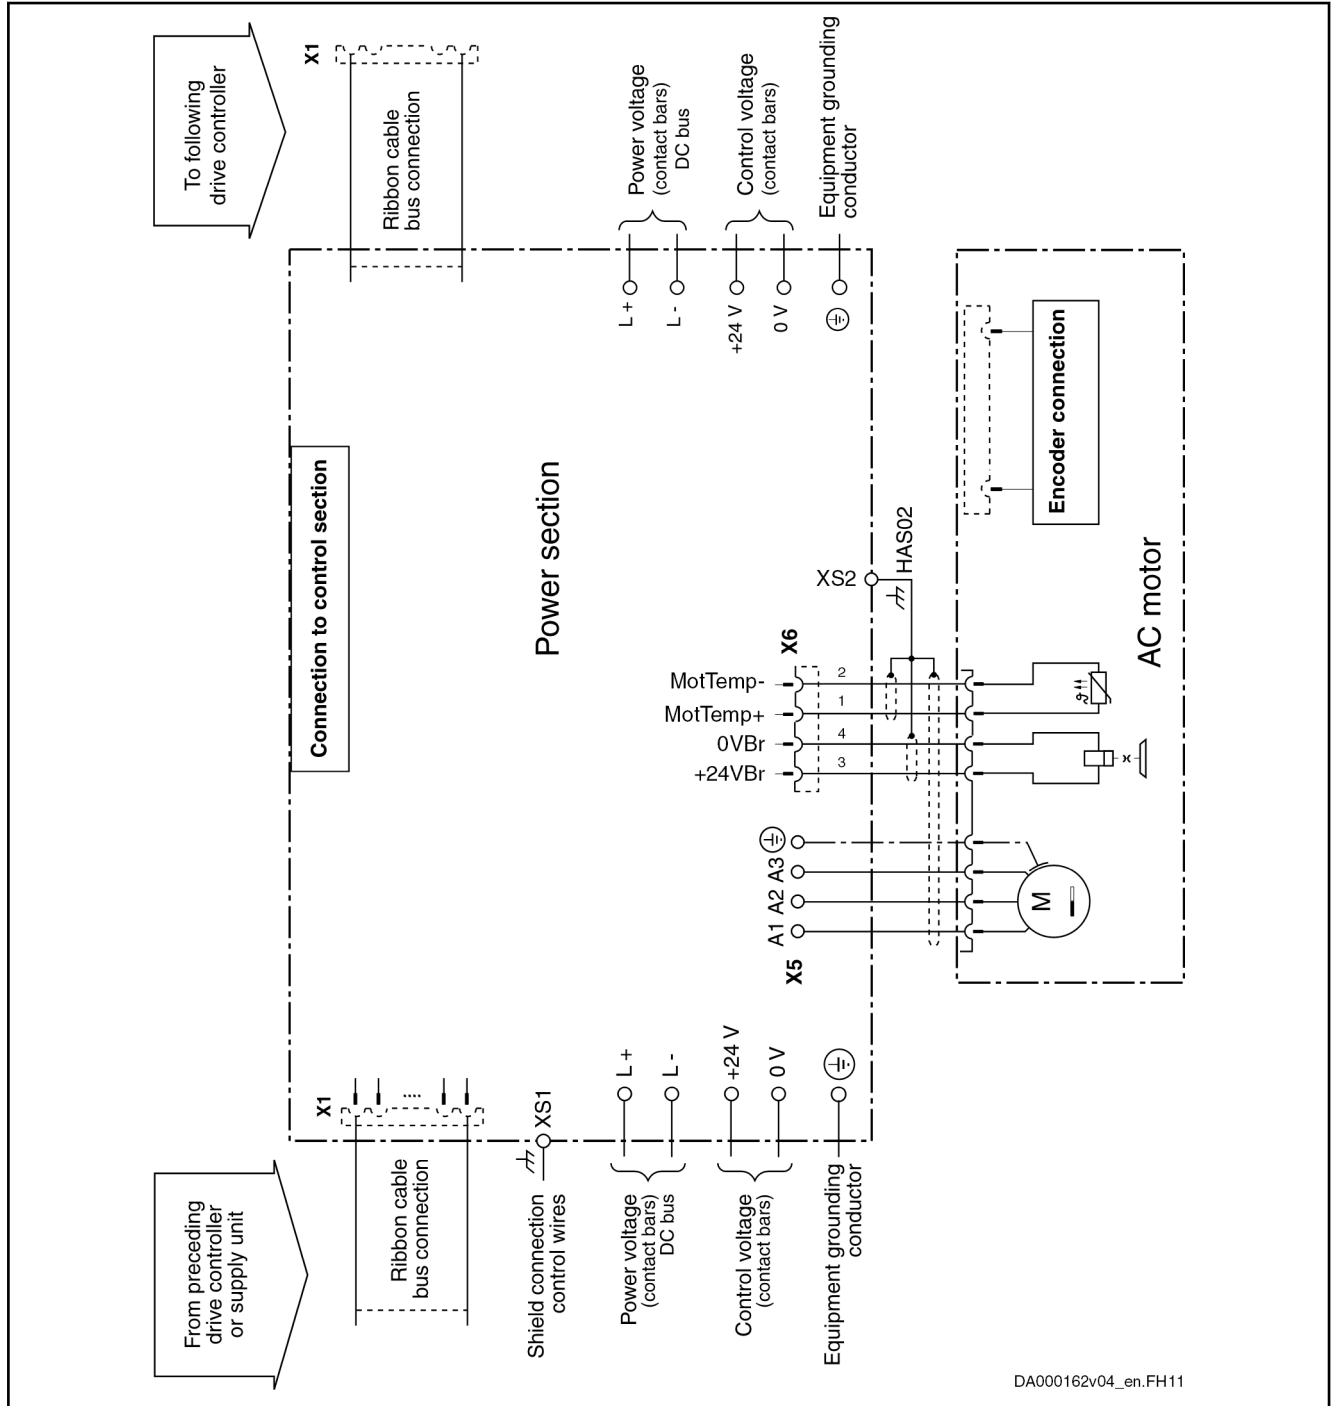 To following
drive controller
X1
Ribbon cable
bus connection
Power voltage
(contact bars)
DC bus
Control voltage
(contact bars)
Equipment grounding
conductor
L +
L -
+24 V
0 V
Connection to control section
Power section
Encoder connection
AC motor
XS2
HAS02
X6
MotTemp-
2
MotTemp+
1
0VBr
4
+24VBr
3
A3
A2
A1
X5
M
ϑ
From preceding
drive controller
or supply unit
X1
Ribbon cable
bus connection
XS1
Shield connection
control wires
L +
L -
+24 V
0 V
Power voltage
(contact bars)
DC bus
Control voltage
(contact bars)
Equipment grounding
conductor
DA000162v04_en.FH11